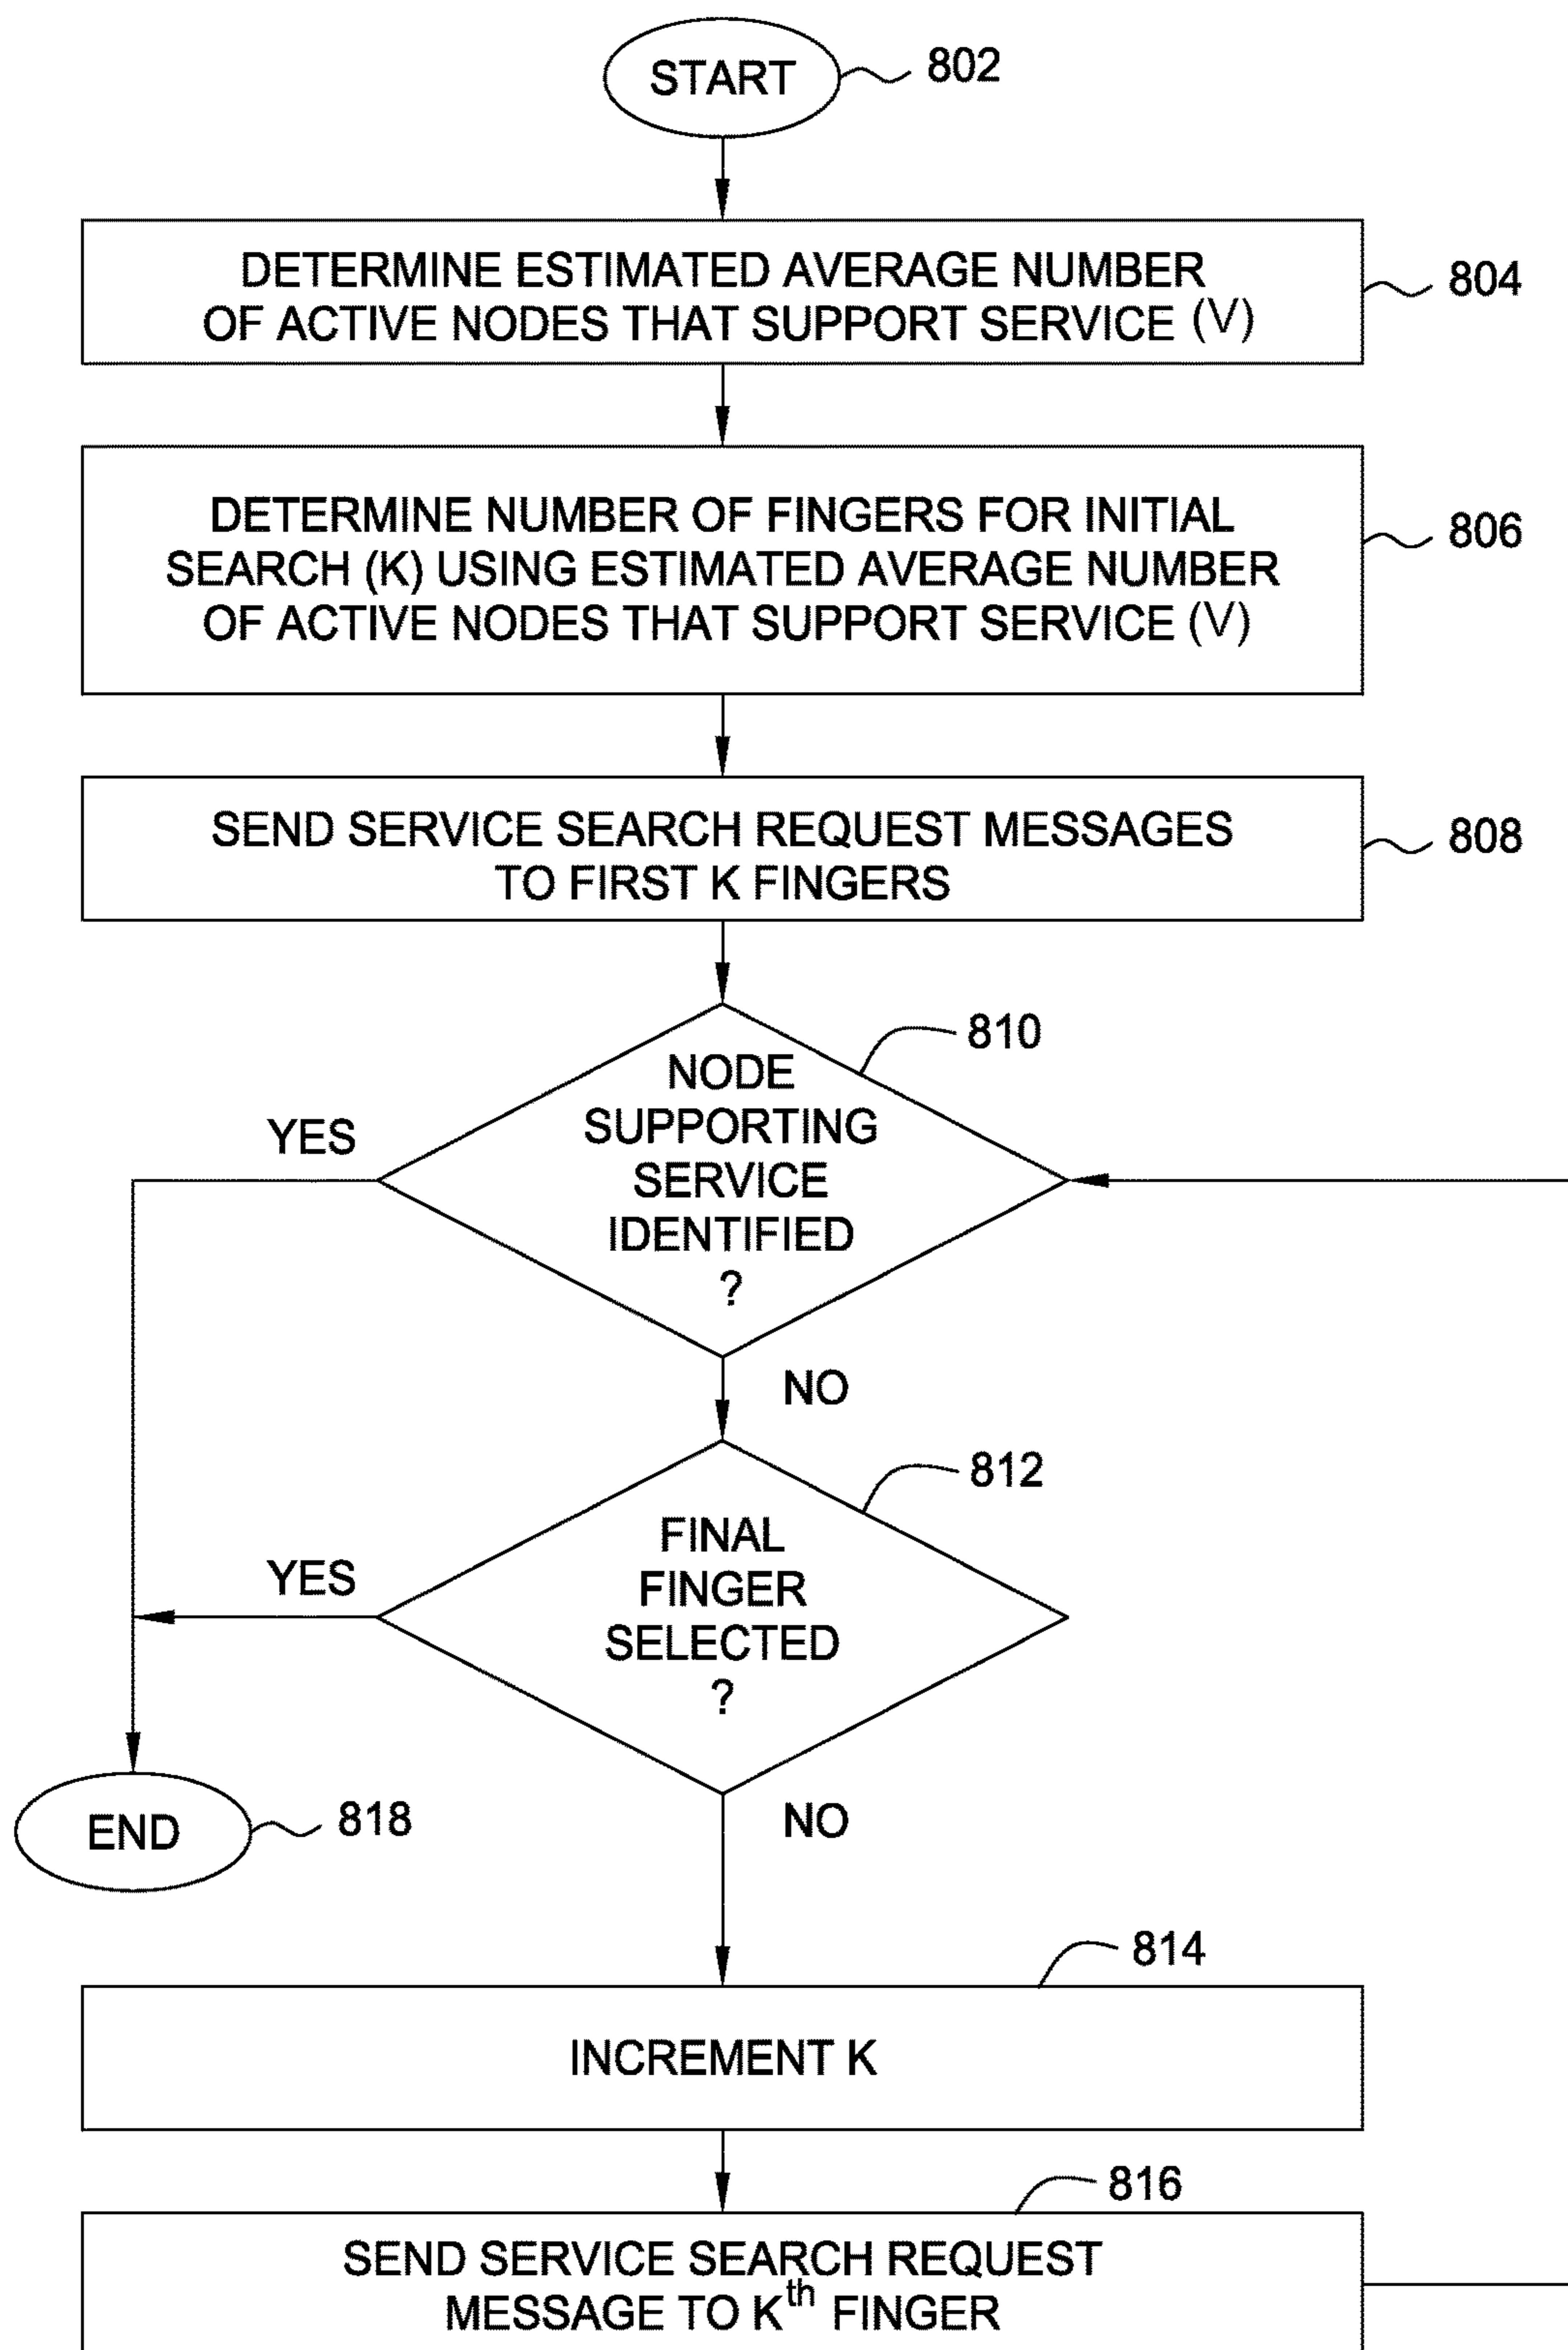 START
802
DETERMINE ESTIMATED AVERAGE NUMBER
OF ACTIVE NODES THAT SUPPORT SERVICE (V)
804
DETERMINE NUMBER OF FINGERS FOR INITIAL
SEARCH (K) USING ESTIMATED AVERAGE NUMBER
OF ACTIVE NODES THAT SUPPORT SERVICE (V)
806
SEND SERVICE SEARCH REQUEST MESSAGES
TO FIRST K FINGERS
808
810
NODE
SUPPORTING
SERVICE
IDENTIFIED
?
YES
NO
812
FINAL
FINGER
SELECTED
?
YES
NO
END
818
814
INCREMENT K
816
SEND SERVICE SEARCH REQUEST
MESSAGE TO Kth FINGER